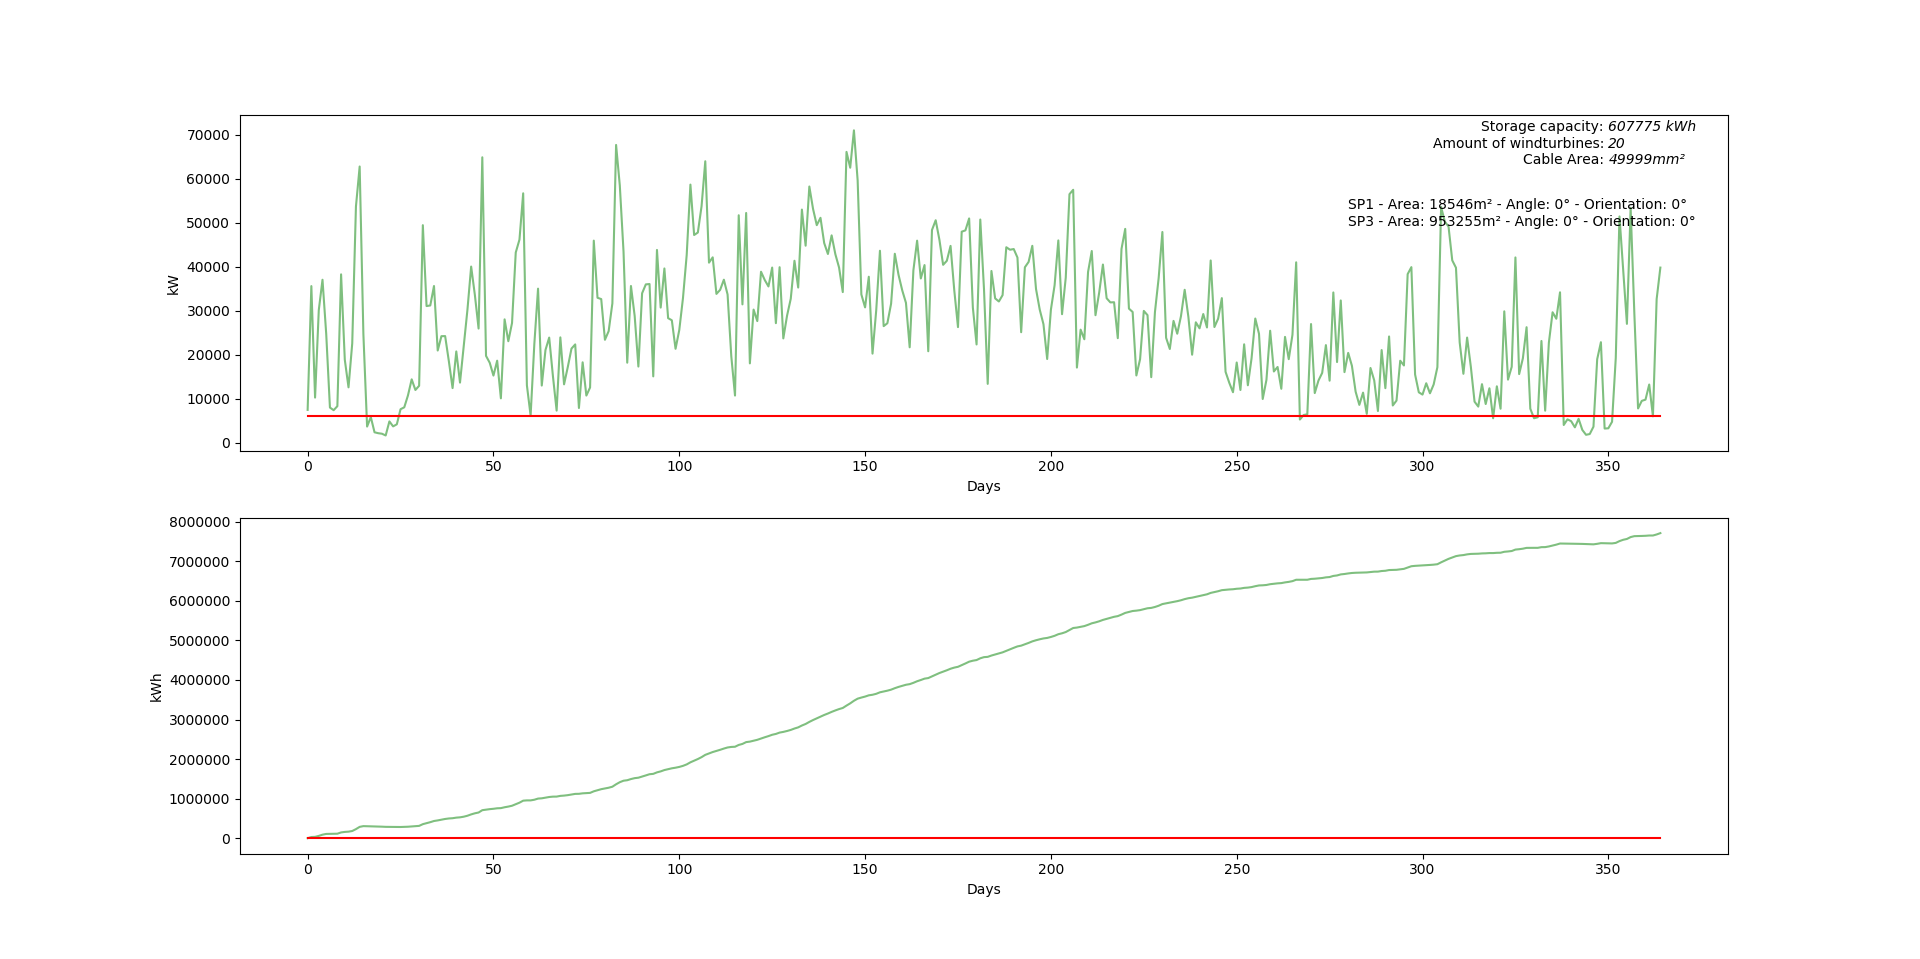 70000
60000
50000
40000
30000
20000
10000
0
kW
Storage capacity: 607775 kWh
Amount of windturbines: 20
Cable Area: 49999mm²
SP1 - Area: 18546m² - Angle: 0° - Orientation: 0°
SP3 - Area: 953255m² - Angle: 0° - Orientation: 0°
0 50 100 150 200 250 300 350
Days
8000000
7000000
6000000
5000000
4000000
3000000
2000000
1000000
0
kWh
0 50 100 150 200 250 300 350
Days